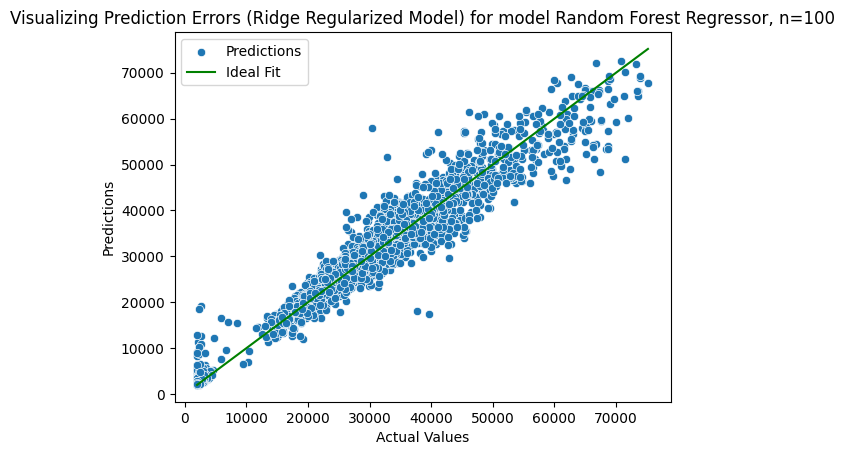 Visualizing Prediction Errors (Ridge Regularized Model) for model Random Forest Regressor, n=100
Predictions
Ideal Fit
70000
60000
50000
40000
30000
20000
10000
0
Predictions
0 10000 20000 30000 40000 50000 60000 70000
Actual Values